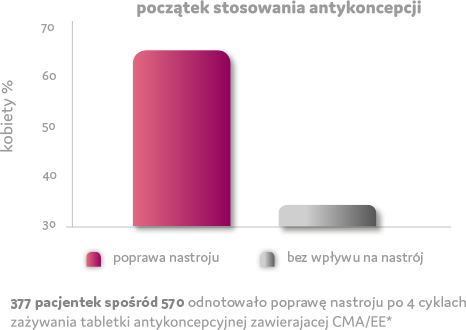 początek stosowania antykoncepcji
70
60
50
40
30
kobiety %
poprawa nastroju
bez wpływu na nastrój
377 pacjentek spośród 570 odnotowało poprawę nastroju po 4 cyklach
zażywania tabletki antykoncepcyjnej zawierajacej CMA/EE*